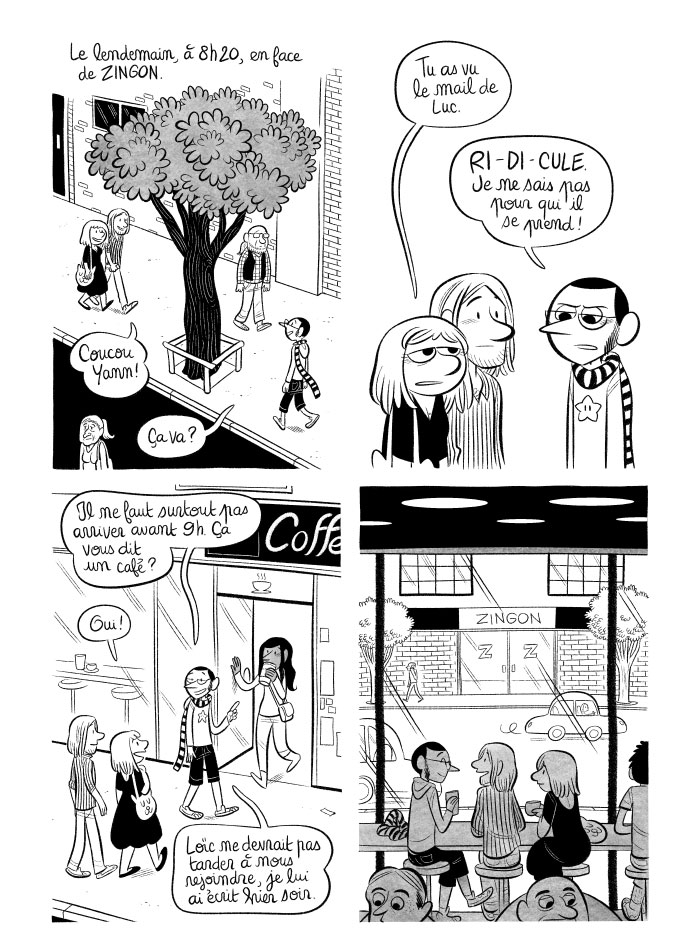 Le lendemain, à 8h20, en face
de ZINGON.
Coucou
Yann!
Ça va?
Tu as vu
le mail de
Luc.
RI-DI-CULE.
Je ne sais pas
pour qui il
se prend!
Il ne faut surtout pas
arriver avant 9h. Ça
vous dit
un café?
Coffe
Oui!
Loïc ne devrait pas
tarder à nous
rejoindre, je lui
ai écrit hier soir.
ZINGON
Z Z